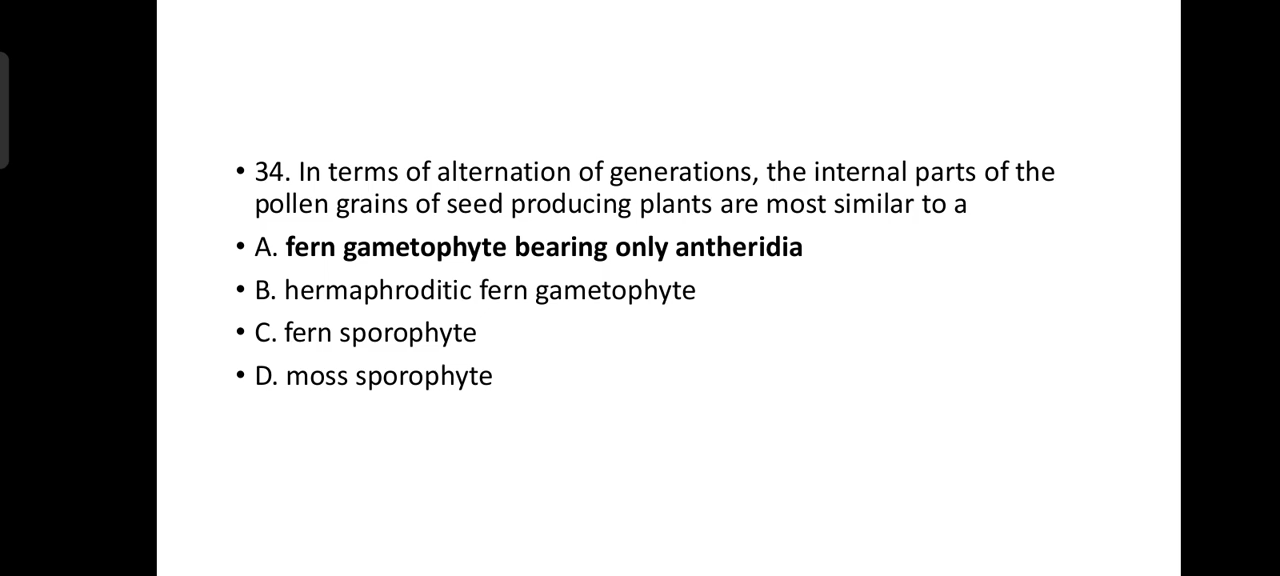 • 34. In terms of alternation of generations, the internal parts of the
pollen grains of seed producing plants are most similar to a
• A. fern gametophyte bearing only antheridia
• B. hermaphroditic fern gametophyte
• C. fern sporophyte
• D. moss sporophyte